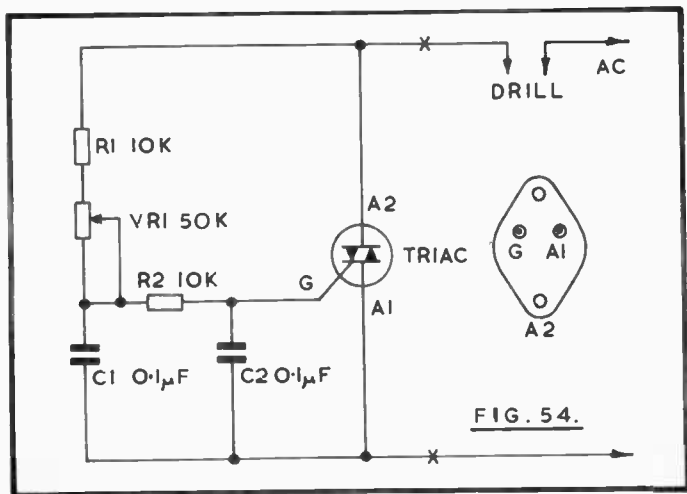 X
AC
DRILL
R1 10K
VR1 50K
A2
TRIAC
G
A1
R2 10K
G
A1
A2
C1 0·1μF
C2 0·1μF
FIG. 54.
X